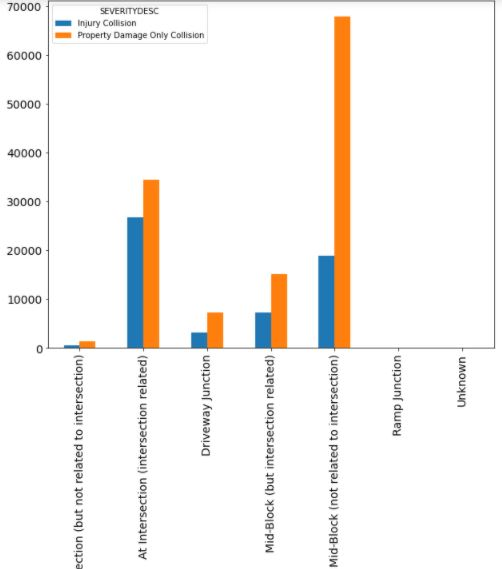 70000
60000
50000
40000
30000
20000
10000
0
SEVERITYDESC
Injury Collision
Property Damage Only Collision
ection (but not related to intersection)
At Intersection (intersection related)
Driveway Junction
Mid-Block (but intersection related)
Mid-Block (not related to intersection)
Ramp Junction
Unknown